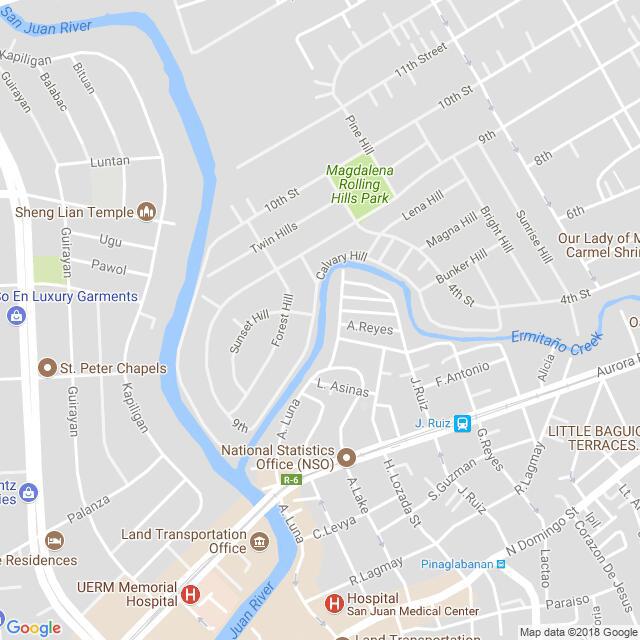 San Juan River
Kapiligan
Guirayan
Balabac
Bituan
11th Street
10th St
Pine Hill
9th
8th
Luntan
Magdalena
Rolling
Hills Park
10th St
Lena Hill
6th
Sheng Lian Temple
Guirayan
Ugu
Pawol
Twin Hills
Magna Hill
Bright Hill
Sunrise Hill
Our Lady of M
Carmel Shrin
Calvary Hill
Bunker Hill
4th St
4th St
So En Luxury Garments
Sunset Hill
Forest Hill
A.Reyes
Ermitaño Creek
Alicia
Aurora
St. Peter Chapels
Kapiligan
Guirayan
L. Asinas
J.Ruiz
F.Antonio
9th
A. Luna
J. Ruiz
G.Reyes
LITTLE BAGUIO
TERRACES.
National Statistics
Office (NSO)
R-6
H.Lozada St
S.Guzman
J.Ruiz
R.Lagmay
A.Lake
Palanza
A. Luna
C.Levya
N Domingo St
Lt. A
Ipil
Corazon De Jesus
Land Transportation
Office
e Residences
Pinaglabanan
R.Lagmay
Lactao
Paraiso
UERM Memorial
Hospital
H
Juan River
H
Hospital
San Juan Medical Center
Land Transportation
Google
Map data ©2018 Google